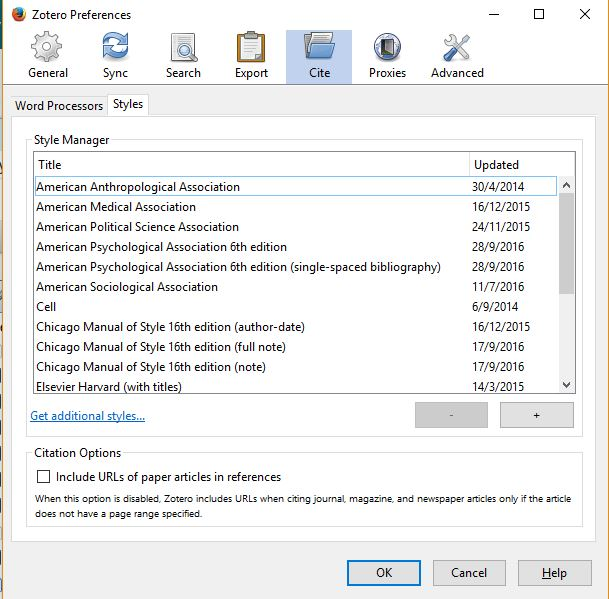 Zotero Preferences
General Sync Search Export Cite Proxies Advanced
Word Processors Styles
Style Manager
Title Updated
American Anthropological Association 30/4/2014
American Medical Association 16/12/2015
American Political Science Association 24/11/2015
American Psychological Association 6th edition 28/9/2016
American Psychological Association 6th edition (single-spaced bibliography) 28/9/2016
American Sociological Association 11/7/2016
Cell 6/9/2014
Chicago Manual of Style 16th edition (author-date) 16/12/2015
Chicago Manual of Style 16th edition (full note) 17/9/2016
Chicago Manual of Style 16th edition (note) 17/9/2016
Elsevier Harvard (with titles) 14/3/2015
Get additional styles... - +
Citation Options
Include URLs of paper articles in references
When this option is disabled, Zotero includes URLs when citing journal, magazine, and newspaper articles only if the article
does not have a page range specified.
OK Cancel Help